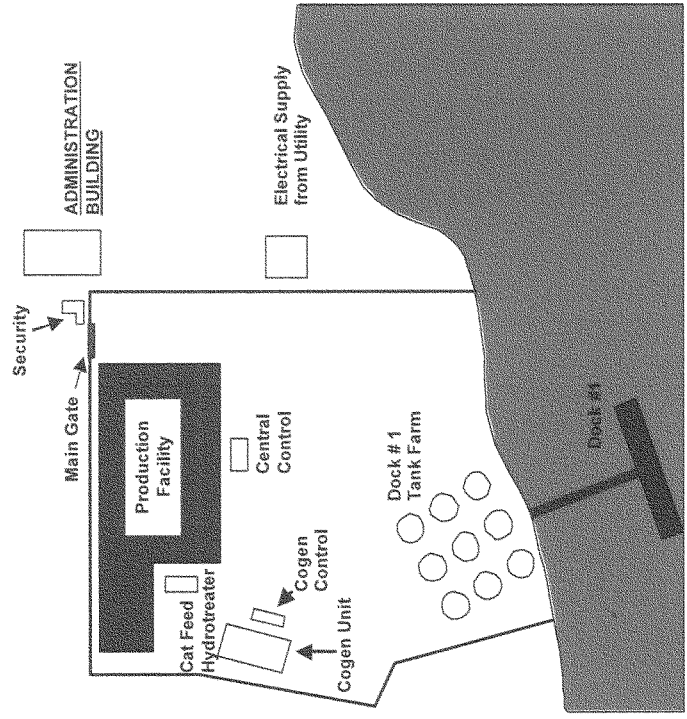 Security
Main Gate
ADMINISTRATION
BUILDING
Production
Facility
Cat Feed
Hydrotreater
Central
Control
Cogen
Control
Cogen Unit
Electrical Supply
from Utility
Dock # 1
Tank Farm
Dock #1